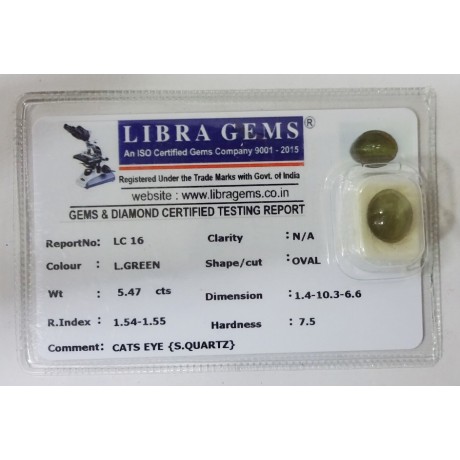 LIBRA GEMS®
An ISO Certified Gems Company 9001 - 2015
Registered Under the Trade Marks with Govt. of India
website : www.libragems.co.in
GEMS & DIAMOND CERTIFIED TESTING REPORT
ReportNo: LC 16 Clarity : N/A
Colour : L.GREEN Shape/cut : OVAL
Wt : 5.47 cts Dimension : 1.4-10.3-6.6
R.Index : 1.54-1.55 Hardness : 7.5
Comment: CATS EYE {S.QUARTZ}